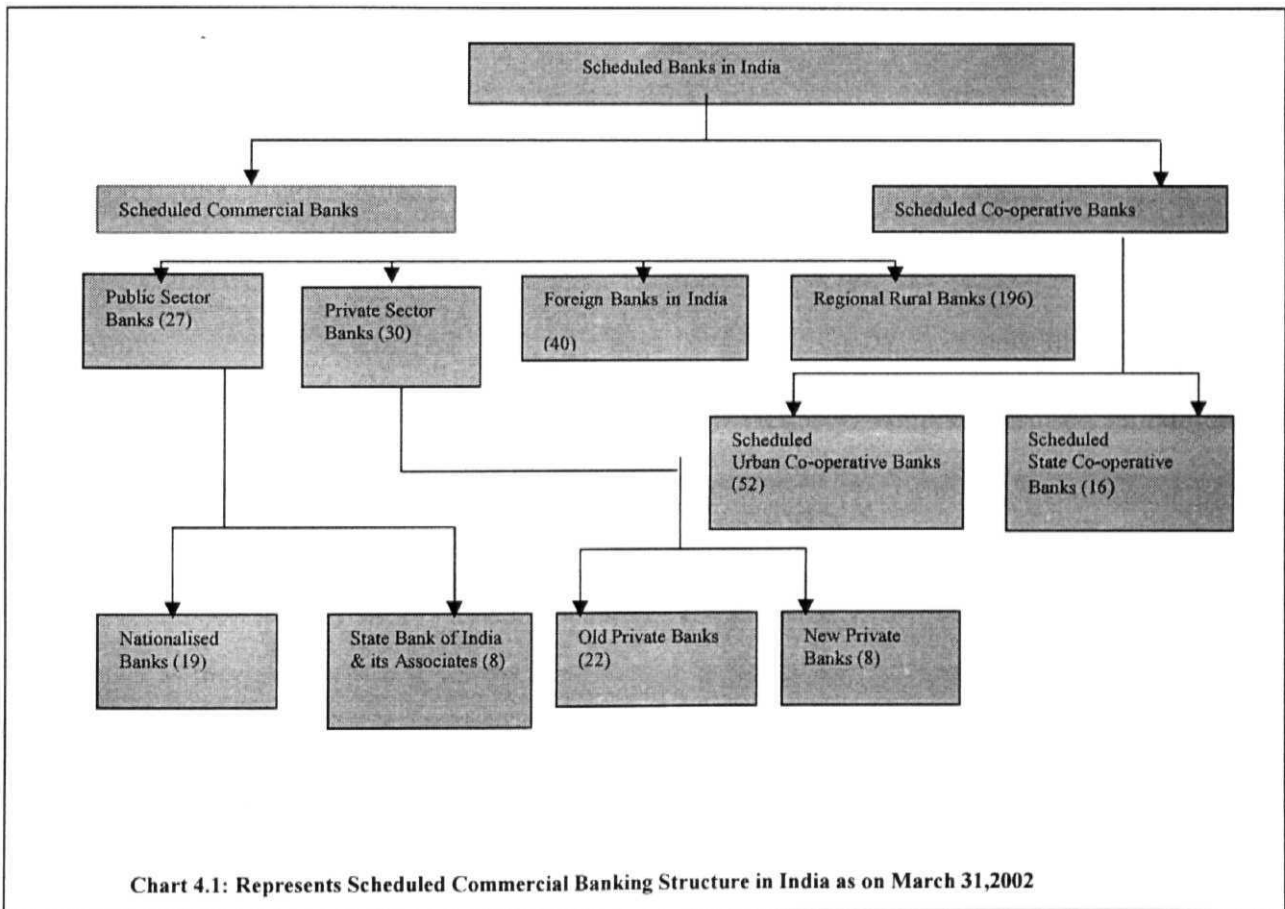 Scheduled Banks in India
Scheduled Commercial Banks
Scheduled Co-operative Banks
Public Sector
Banks (27)
Private Sector
Banks (30)
Foreign Banks in India
(40)
Regional Rural Banks (196)
Scheduled
Urban Co-operative Banks
(52)
Scheduled
State Co-operative
Banks (16)
Nationalised
Banks (19)
State Bank of India
& its Associates (8)
Old Private Banks
(22)
New Private
Banks (8)
Chart 4.1: Represents Scheduled Commercial Banking Structure in India as on March 31,2002